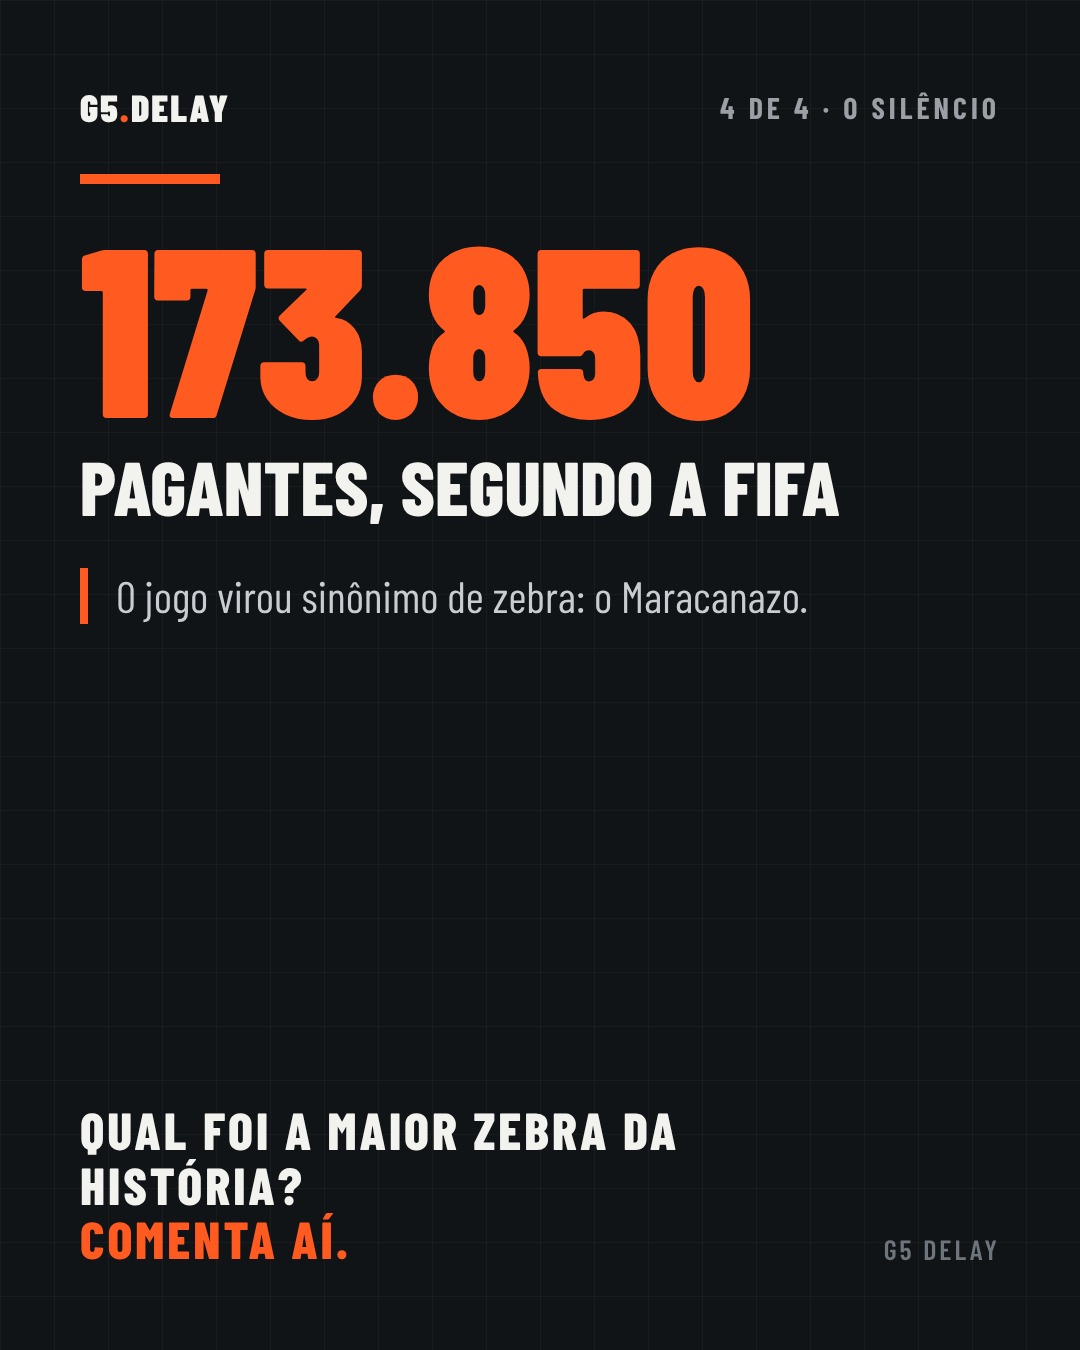 G5.DELAY
4 DE 4 · O SILÊNCIO
173.850
PAGANTES, SEGUNDO A FIFA
O jogo virou sinônimo de zebra: o Maracanazo.
QUAL FOI A MAIOR ZEBRA DA
HISTÓRIA?
COMENTA AÍ.
G5 DELAY